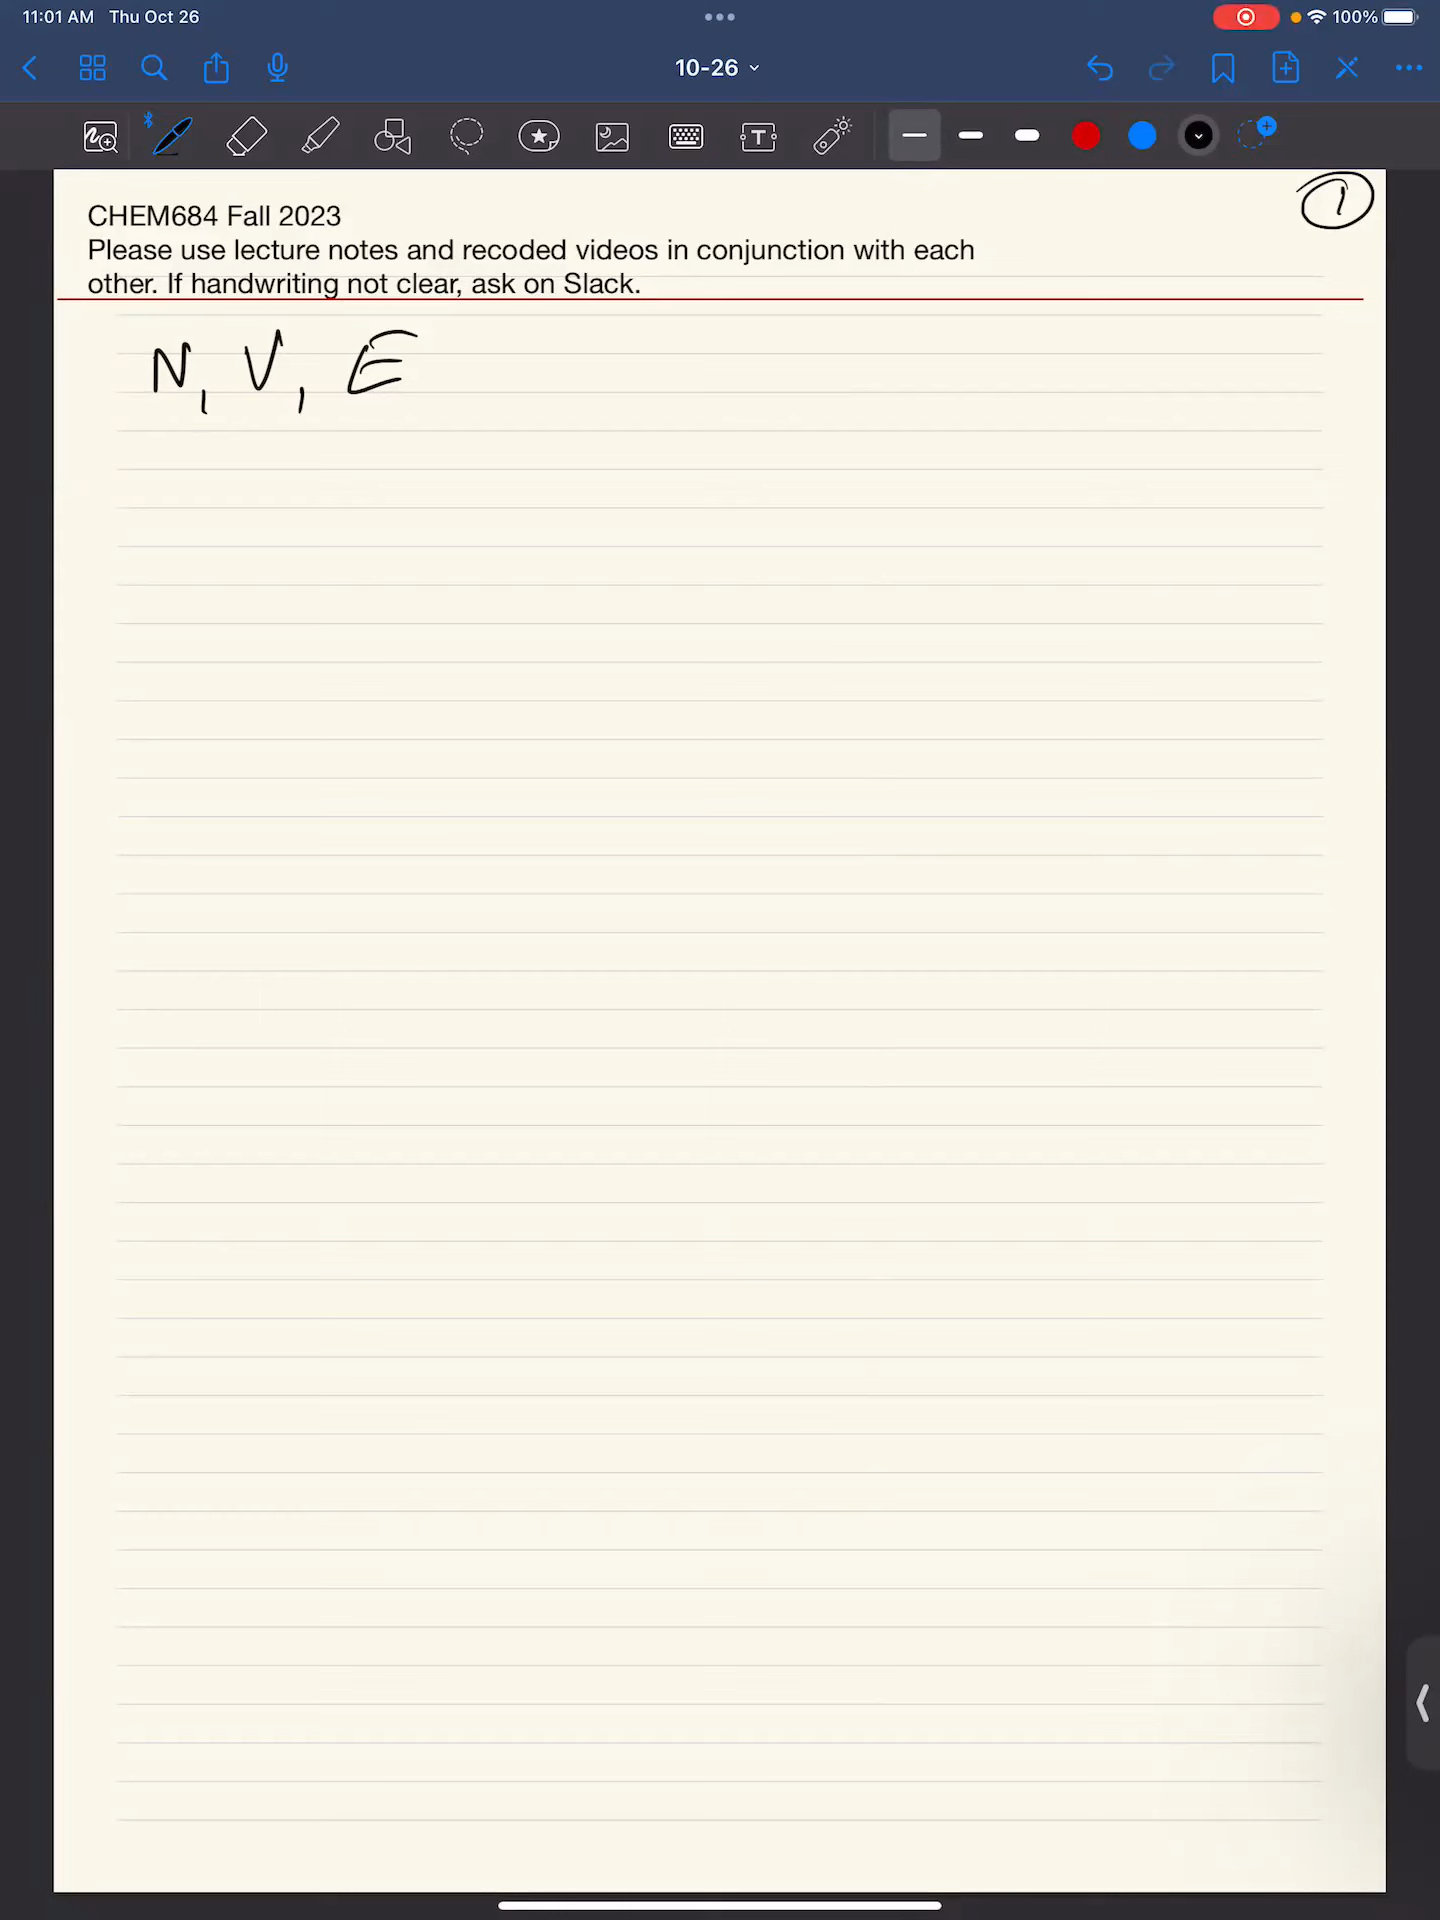 11:01 AM Thu Oct 26
100%
10-26
T
1
CHEM684 Fall 2023
Please use lecture notes and recoded videos in conjunction with each
other. If handwriting not clear, ask on Slack.
N, V, E